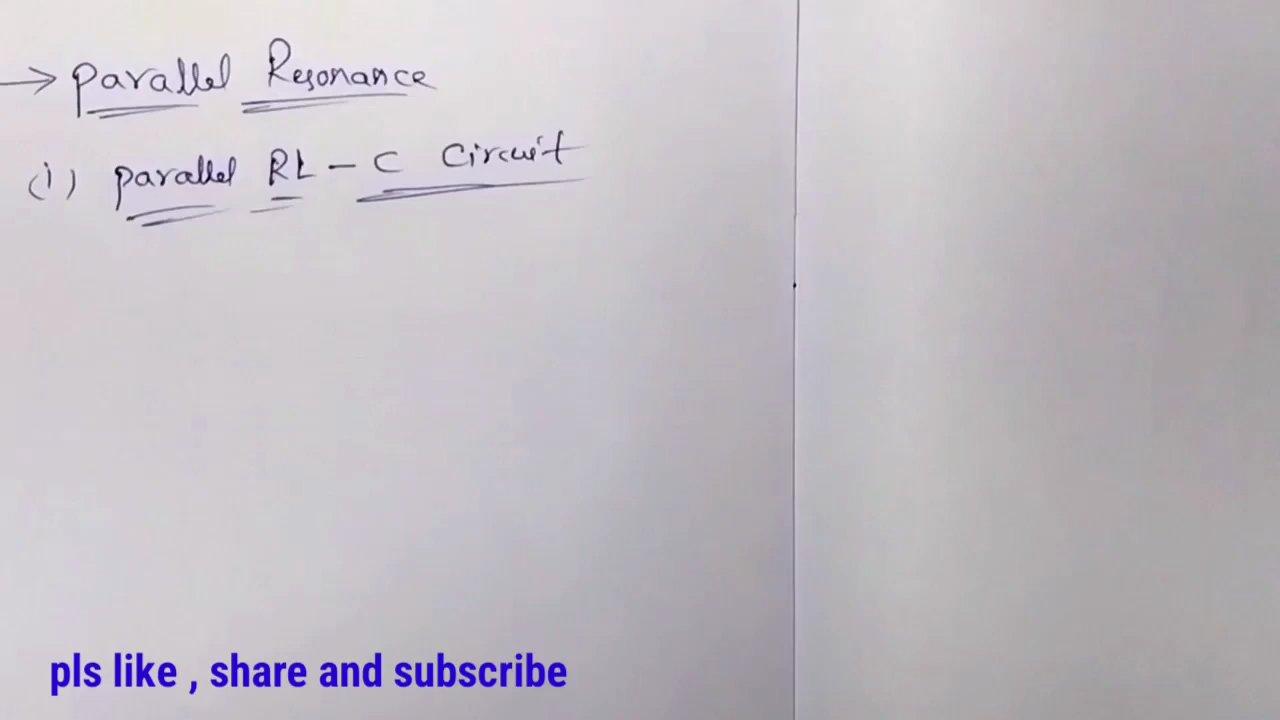 → parallel Resonance
(i) parallel RL - C Circuit
pls like , share and subscribe